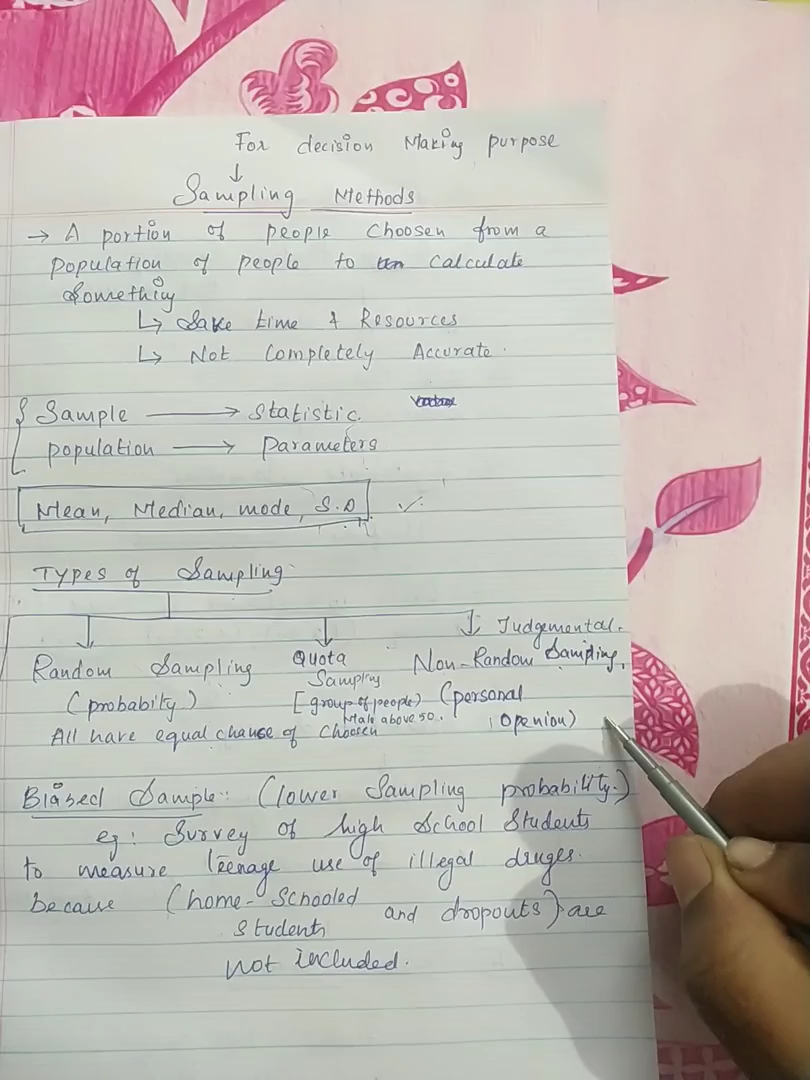 For decision Making purpose
↓
Sampling Methods
→ A portion of people Choosen from a
population of people to calculate
Something
↳ Save time & Resources
↳ Not Completely Accurate.
{ Sample → Statistic.
population → parameters
Mean, Median, mode, S.D ✓
Types of Sampling:
Judgemental.
Random Sampling Quota Sampling Non-Random Sampling.
(probabity) [group of people) (personal openion)
Male above 50.
All have equal chance of Choosen
Biased Sample:: (lower Sampling probability.)
eg: Survey of high School Students
to measure teenage use of illegal druges.
because (home-Schooled students and dropouts) are
not included.